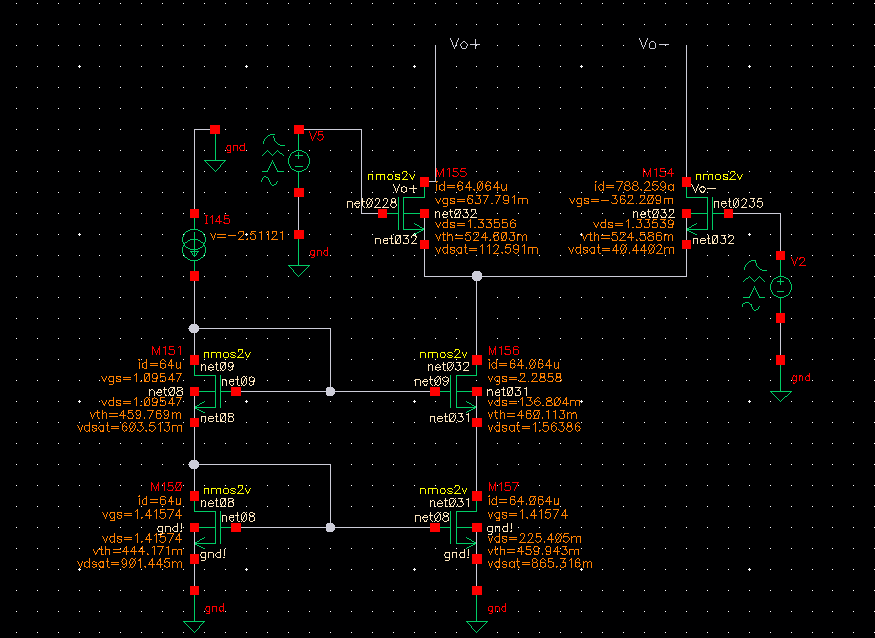 Vo+
Vo-
V5
gnd
M155
nmos2v
id=64.064u
Vo+
vgs=637.791m
net0228
net032
vds=1.33556
net032
vth=524.603m
vdsat=112.591m
M154
nmos2v
id=788.259a
Vo-
vgs=-362.209m
net0235
net032
vds=1.33539
net032
vth=524.586m
vdsat=40.4402m
I145
v=-2.51121
gnd
V2
gnd
M151
nmos2v
id=64u
net09
vgs=1.09547
net09
net08
vds=1.09547
net08
vth=459.769m
vdsat=603.513m
M156
nmos2v
id=64.064u
net032
vgs=2.2858
net09
net031
vds=136.804m
net031
vth=460.113m
vdsat=1.56386
M150
nmos2v
id=64u
net08
vgs=1.41574
net08
gnd!
vds=1.41574
gnd!
vth=444.171m
vdsat=901.445m
M157
nmos2v
id=64.064u
net031
vgs=1.41574
net08
gnd!
vds=225.405m
gnd!
vth=459.943m
vdsat=865.316m
gnd
gnd